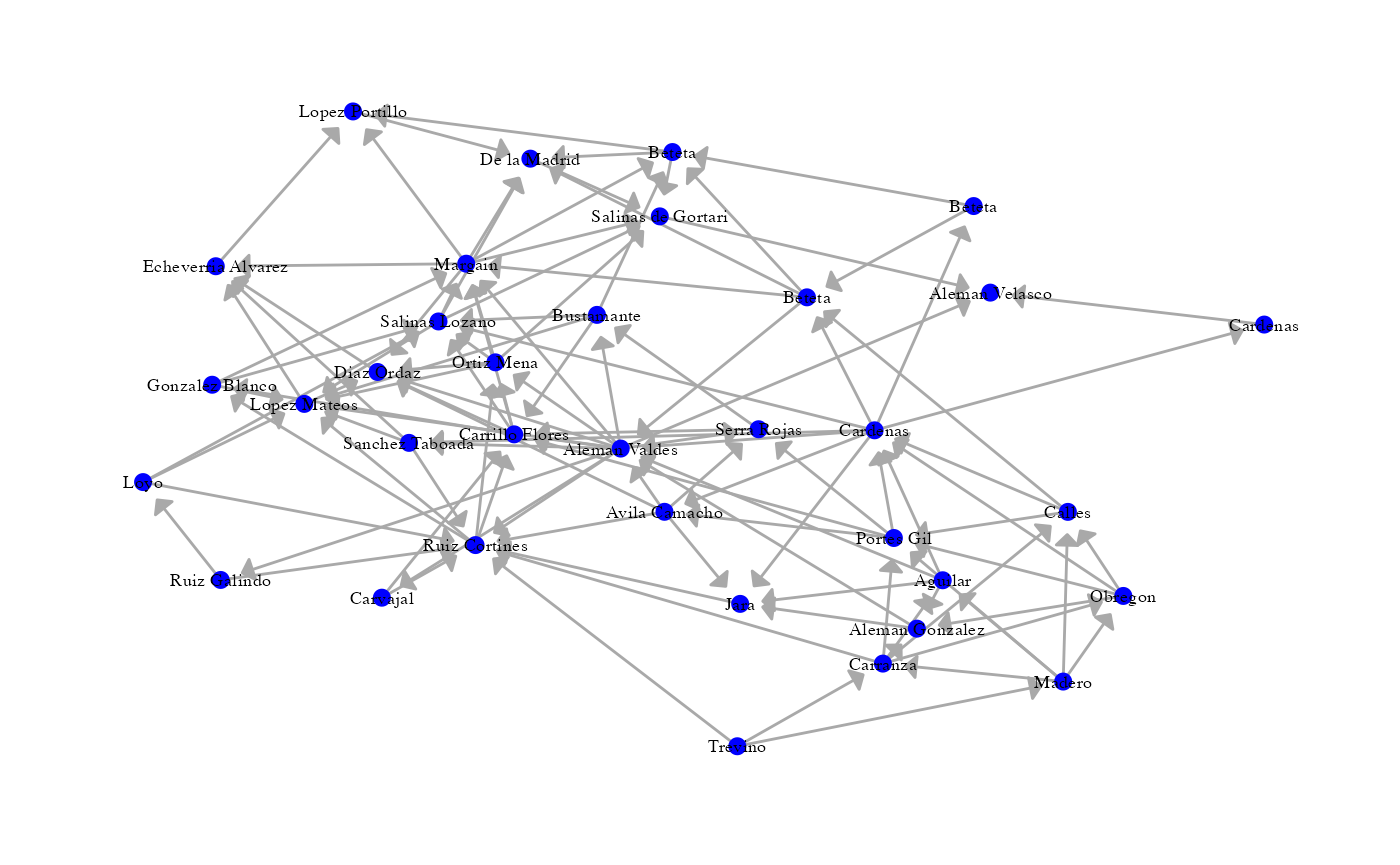 Lopez Portillo
De la Madrid
Beteta
Beteta
Salinas de Gortari
Echeverria Alvarez
Margain
Beteta
Aleman Velasco
Salinas Lozano
Bustamante
Cardenas
Ortiz Mena
Diaz Ordaz
Gonzalez Blanco
Lopez Mateos
Serra Rojas
Cardenas
Carrillo Flores
Sanchez Taboada
Aleman Valdes
Loyo
Avila Camacho
Calles
Portes Gil
Ruiz Cortines
Ruiz Galindo
Aguilar
Carvajal
Obregon
Jara
Aleman Gonzalez
Carranza
Madero
Trevino